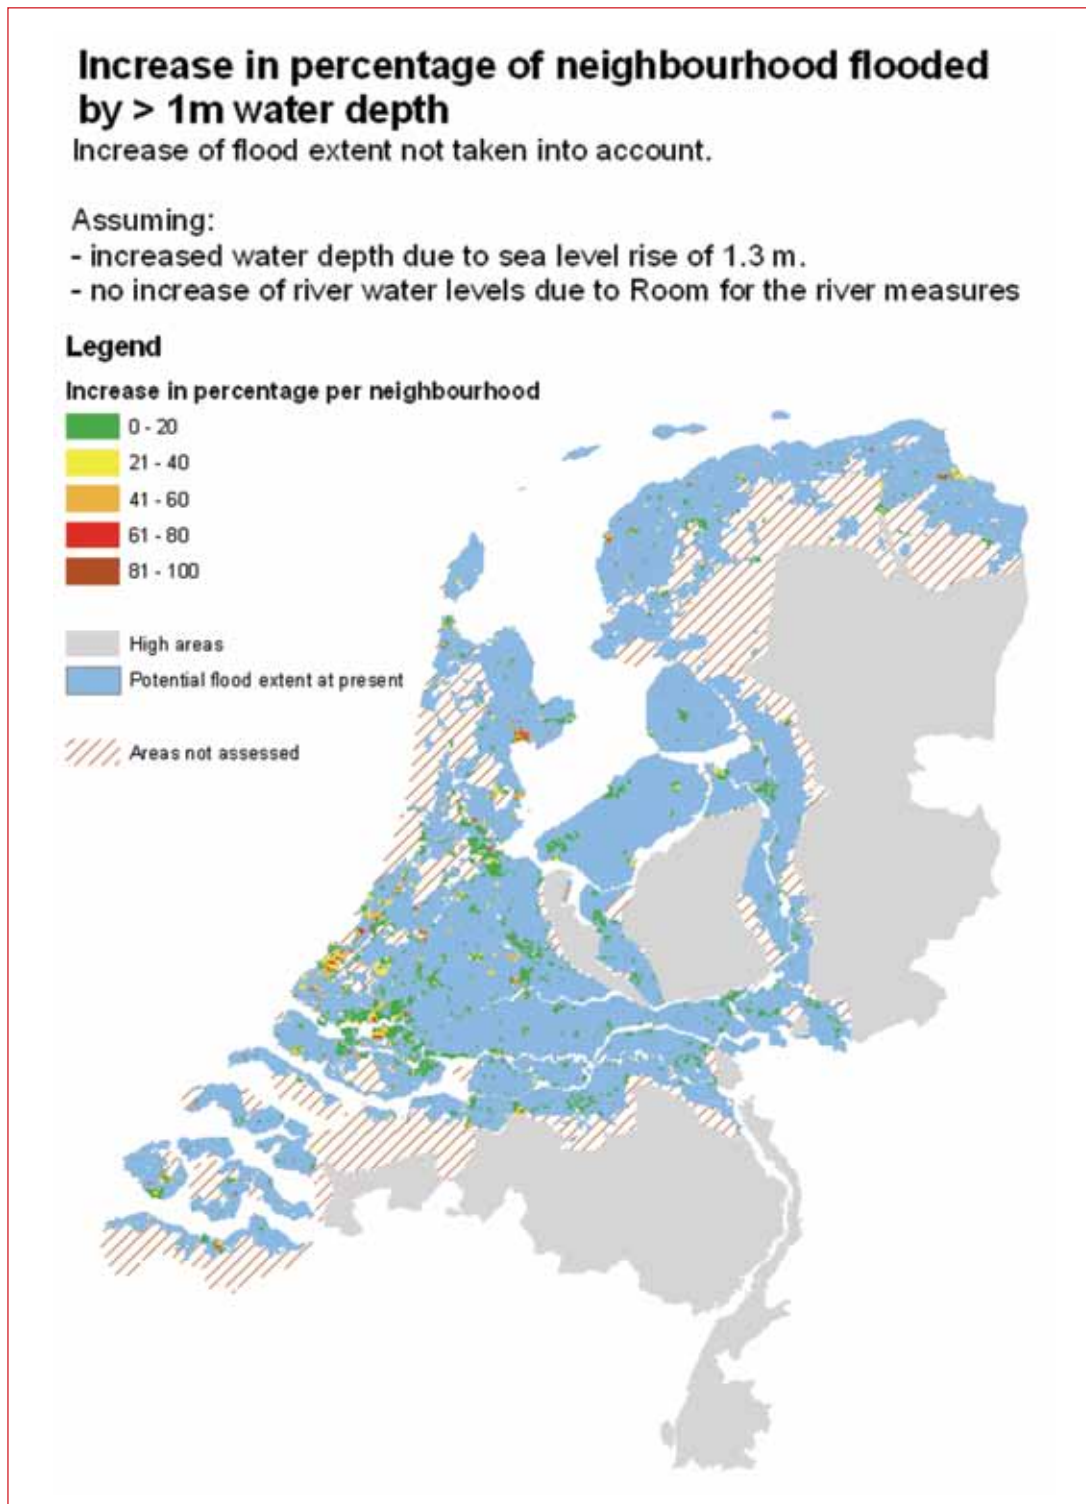 Increase in percentage of neighbourhood flooded
by > 1m water depth
Increase of flood extent not taken into account.
Assuming:
- increased water depth due to sea level rise of 1.3 m.
- no increase of river water levels due to Room for the river measures
Legend
Increase in percentage per neighbourhood
0 - 20
21 - 40
41 - 60
61 - 80
81 - 100
High areas
Potential flood extent at present
Areas not assessed